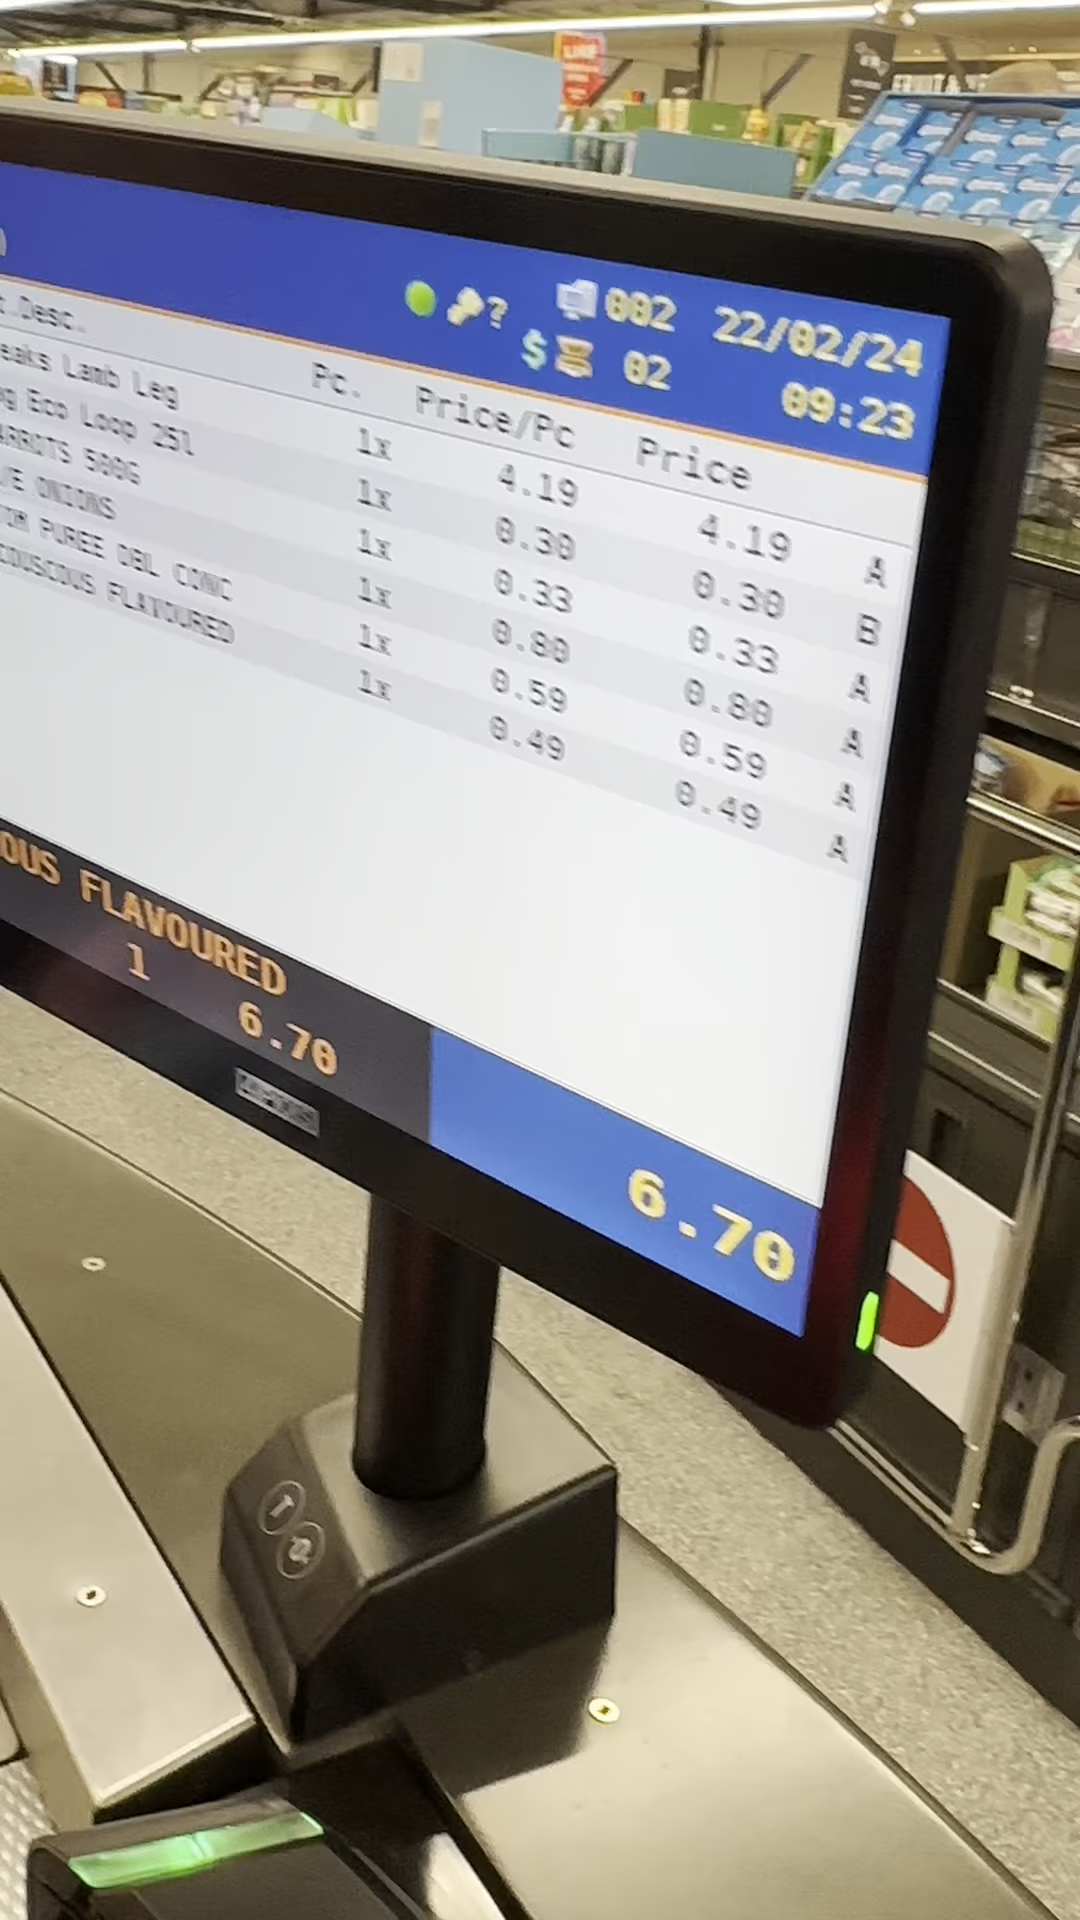 002 22/02/24
$ 02 09:23
t.Desc. Pc. Price/Pc Price
eaks Lamb Leg 1x 4.19 4.19 A
g Eco Loop 25l 1x 0.30 0.30 B
ARROTS 500G 1x 0.33 0.33 A
/E ONIONS 1x 0.80 0.80 A
OM PUREE DBL CONC 1x 0.59 0.59 A
COUSCOUS FLAVOURED 1x 0.49 0.49 A
OUS FLAVOURED
1 6.70
6.70